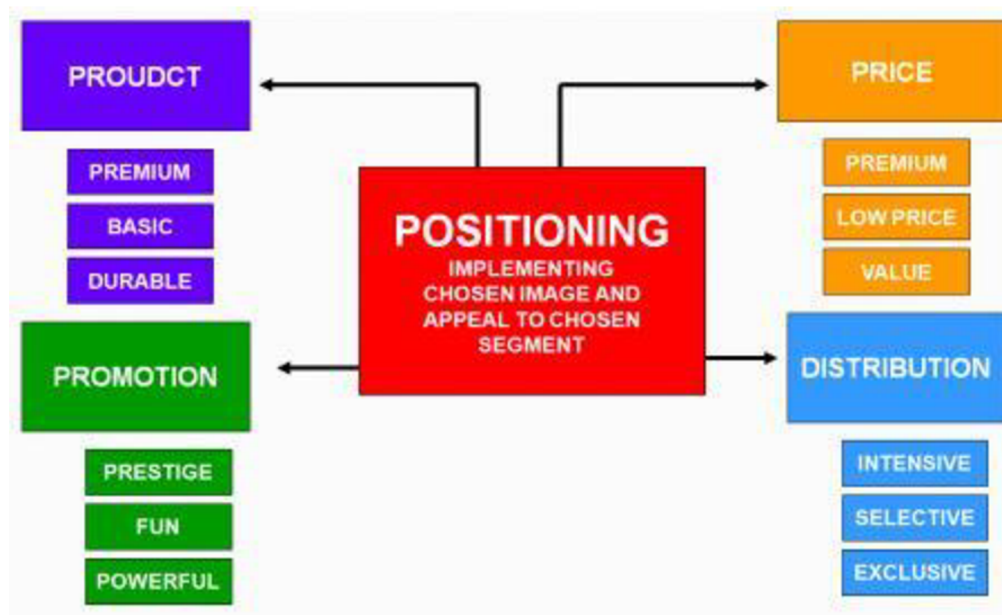 PROUDCT
PREMIUM
BASIC
DURABLE
PROMOTION
PRESTIGE
FUN
POWERFUL
POSITIONING
IMPLEMENTING
CHOSEN IMAGE AND
APPEAL TO CHOSEN
SEGMENT
PRICE
PREMIUM
LOW PRICE
VALUE
DISTRIBUTION
INTENSIVE
SELECTIVE
EXCLUSIVE